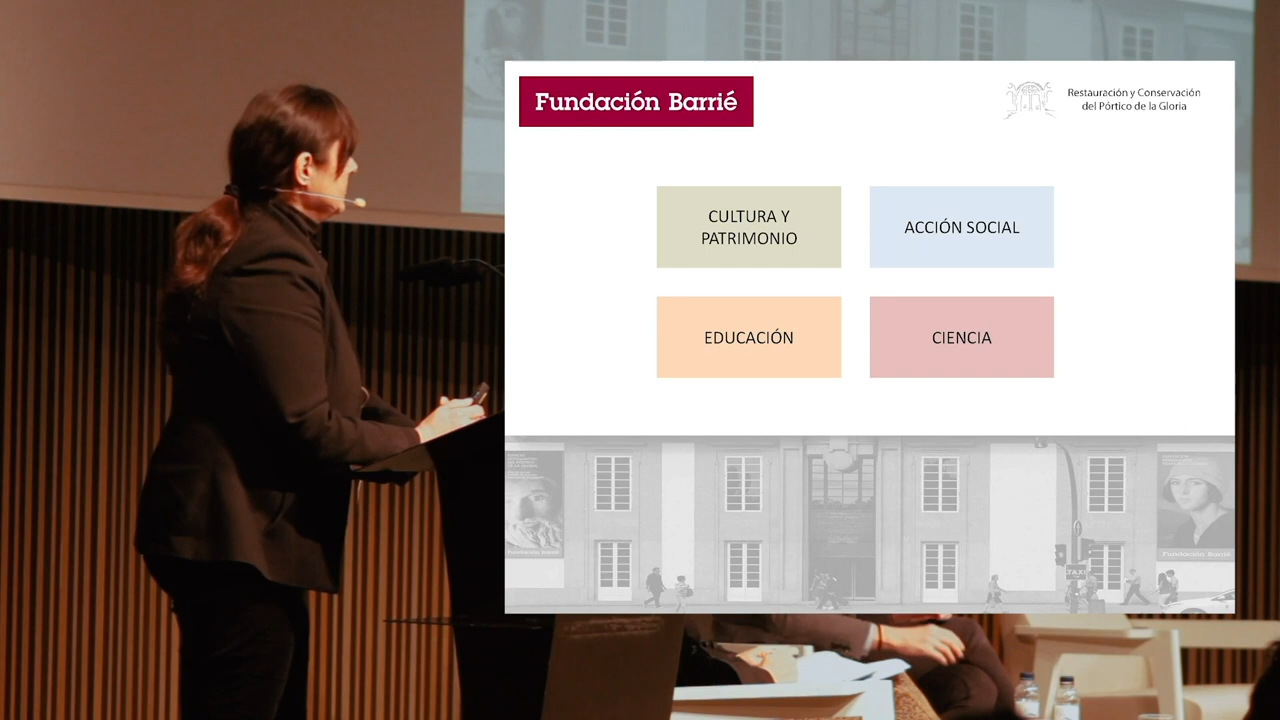 Fundación Barrié
Restauración y Conservación
del Pórtico de la Gloria
CULTURA Y
PATRIMONIO
ACCIÓN SOCIAL
EDUCACIÓN
CIENCIA
Fundación Barrié
Fundación Barrié
TAXI